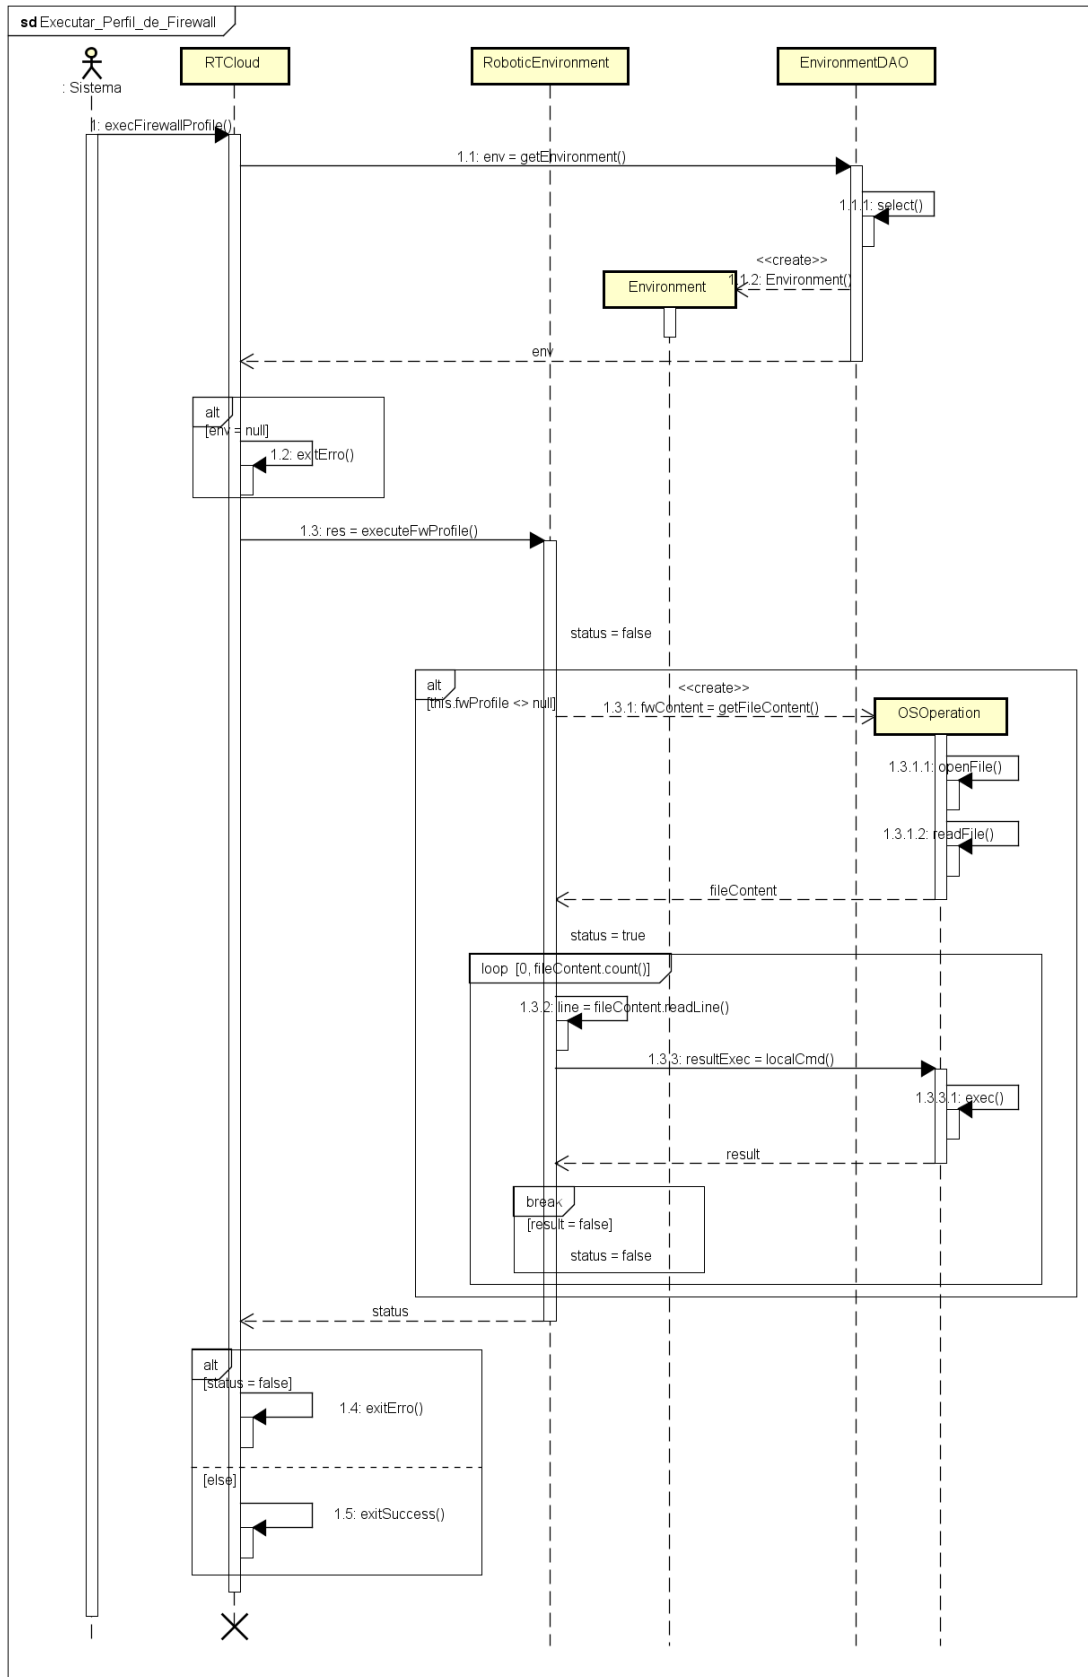 sd Executar_Perfil_de_Firewall
RTCloud
RoboticEnvironment
EnvironmentDAO
: Sistema
1: execFirewallProfile()
1.1: env = getEnvironment()
1.1.1: select()
<<create>>
1.1.2: Environment()
Environment
env
alt
[env = null]
1.2: exitErro()
1.3: res = executeFwProfile()
status = false
alt
[this.fwProfile <> null]
<<create>>
1.3.1: fwContent = getFileContent()
OSOperation
1.3.1.1: openFile()
1.3.1.2: readFile()
fileContent
status = true
loop [0, fileContent.count()]
1.3.2: line = fileContent.readLine()
1.3.3: resultExec = localCmd()
1.3.3.1: exec()
result
break
[result = false]
status = false
status
alt
[status = false]
1.4: exitErro()
[else]
1.5: exitSuccess()